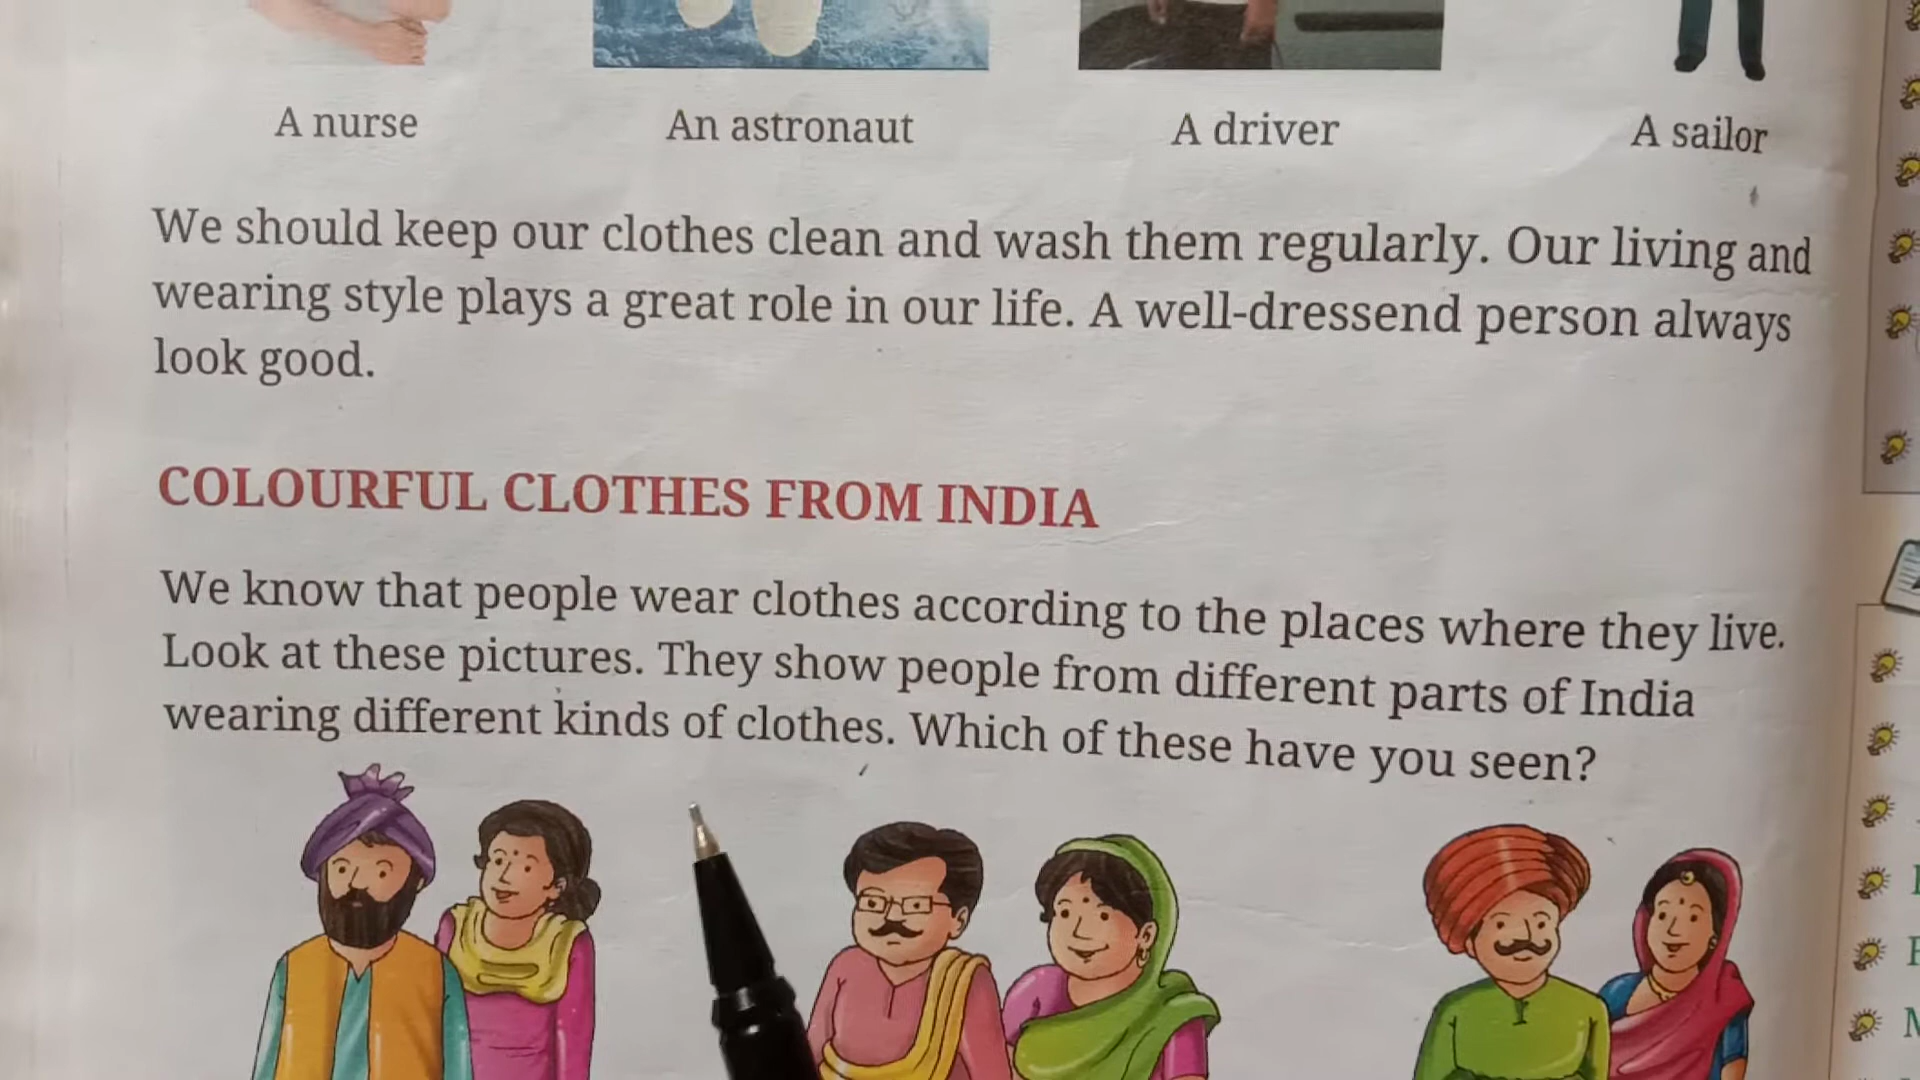 A nurse An astronaut A driver A sailor
We should keep our clothes clean and wash them regularly. Our living and
wearing style plays a great role in our life. A well-dressend person always
look good.
COLOURFUL CLOTHES FROM INDIA
We know that people wear clothes according to the places where they live.
Look at these pictures. They show people from different parts of India
wearing different kinds of clothes. Which of these have you seen?